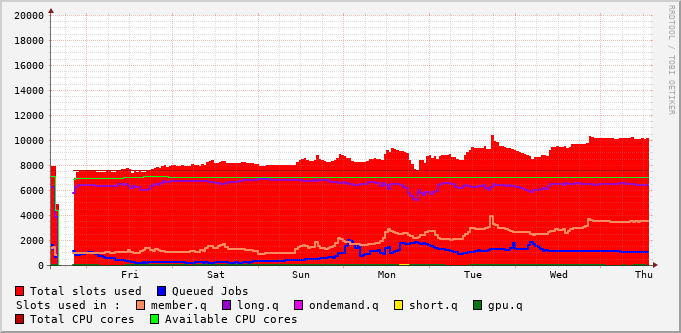 20000
18000
16000
14000
12000
10000
8000
6000
4000
2000
0
Fri Sat Sun Mon Tue Wed Thu
RRDTOOL / TOBI OETIKER
Total slots used Queued Jobs
Slots used in : member.q long.q ondemand.q short.q gpu.q
Total CPU cores Available CPU cores